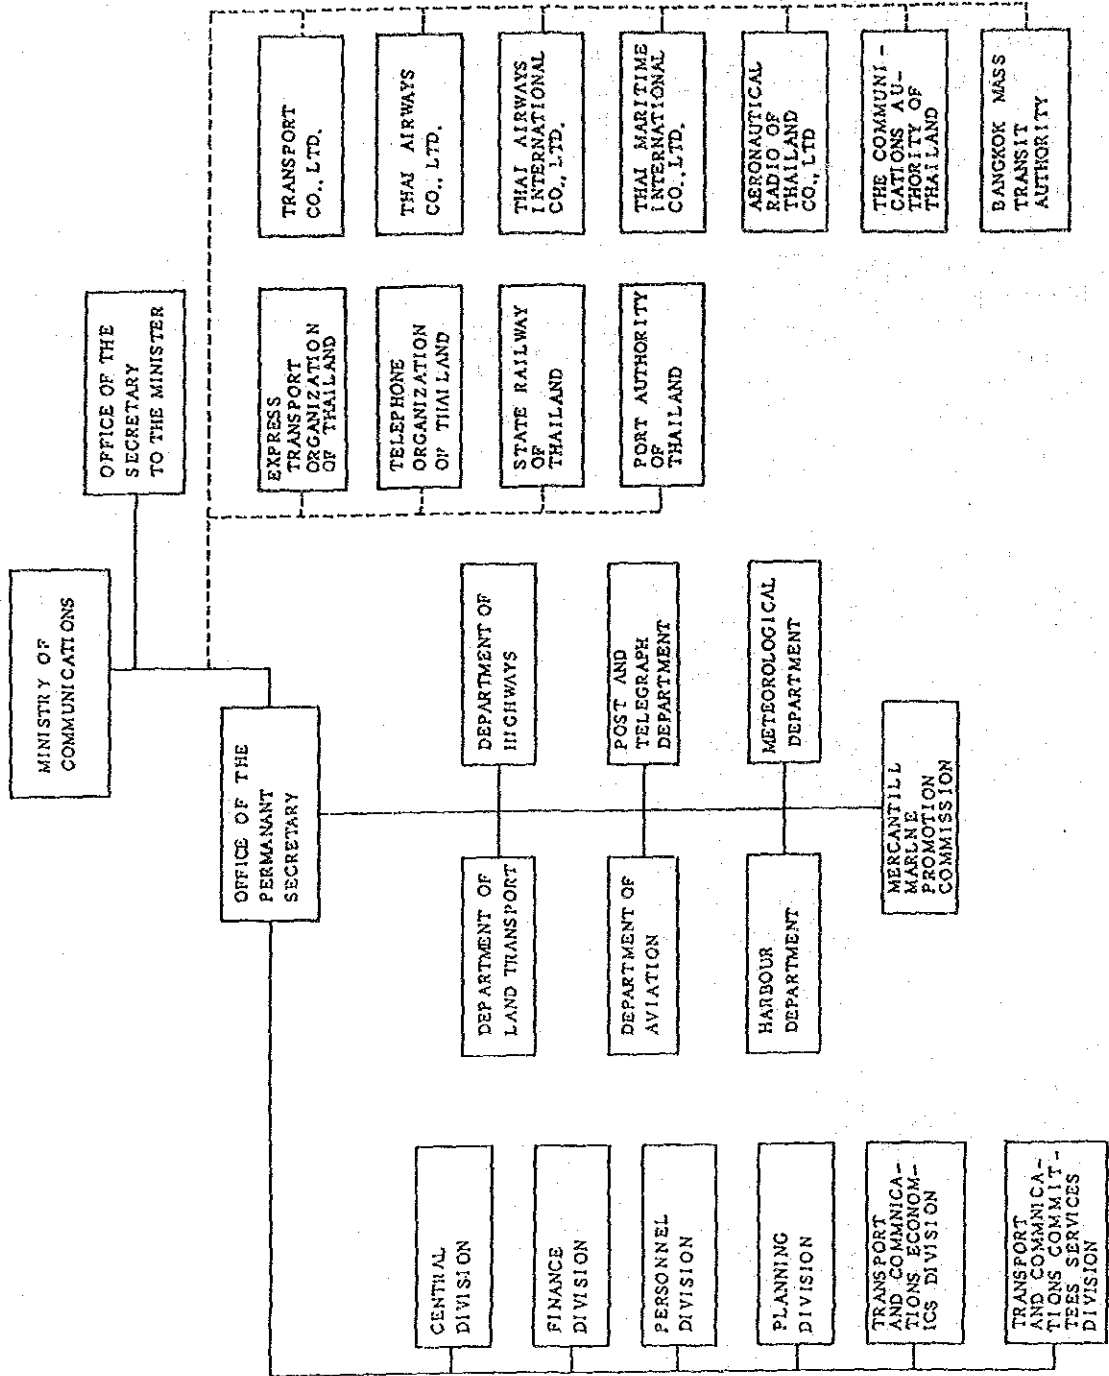 MINISTRY OF
COMMUNICATIONS
OFFICE OF THE
SECRETARY
TO THE MINISTER
OFFICE OF THE
PERMANANT
SECRETARY
CENTRAL
DIVISION
FINANCE
DIVISION
PERSONNEL
DIVISION
PLANNING
DIVISION
TRANSPORT
AND COMMNICA-
TIONS ECONOM-
ICS DIVISION
TRANSPORT
AND COMMNICA-
TIONS COMMIT-
TEES SERVICES
DIVISION
DEPARTMENT OF
LAND TRANSPORT
DEPARTMENT OF
HIGHWAYS
DEPARTMENT OF
AVIATION
POST AND
TELEGRAPH
DEPARTMENT
HARBOUR
DEPARTMENT
METEOROLOGICAL
DEPARTMENT
MERCANTILL
MARLNE
PROMOTION
COMMISSION
EXPRESS
TRANSPORT
ORGANIZATION
OF THAILAND
TELEPHONE
ORGANIZATION
OF THAILAND
STATE RAILWAY
OF
THAILAND
PORT AUTHORITY
OF
THAILAND
TRANSPORT
CO., LTD.
THAI AIRWAYS
CO., LTD.
THAI AIRWAYS
INTERNATIONAL
CO., LTD.
THAI MARITIME
INTERNATIONAL
CO., LTD.
AERONAUTICAL
RADIO OF
THAILAND
CO., LTD
THE COMMUNI-
CATIONS AU-
THORITY OF
THAILAND
BANGKOK MASS
TRANSIT
AUTHORITY